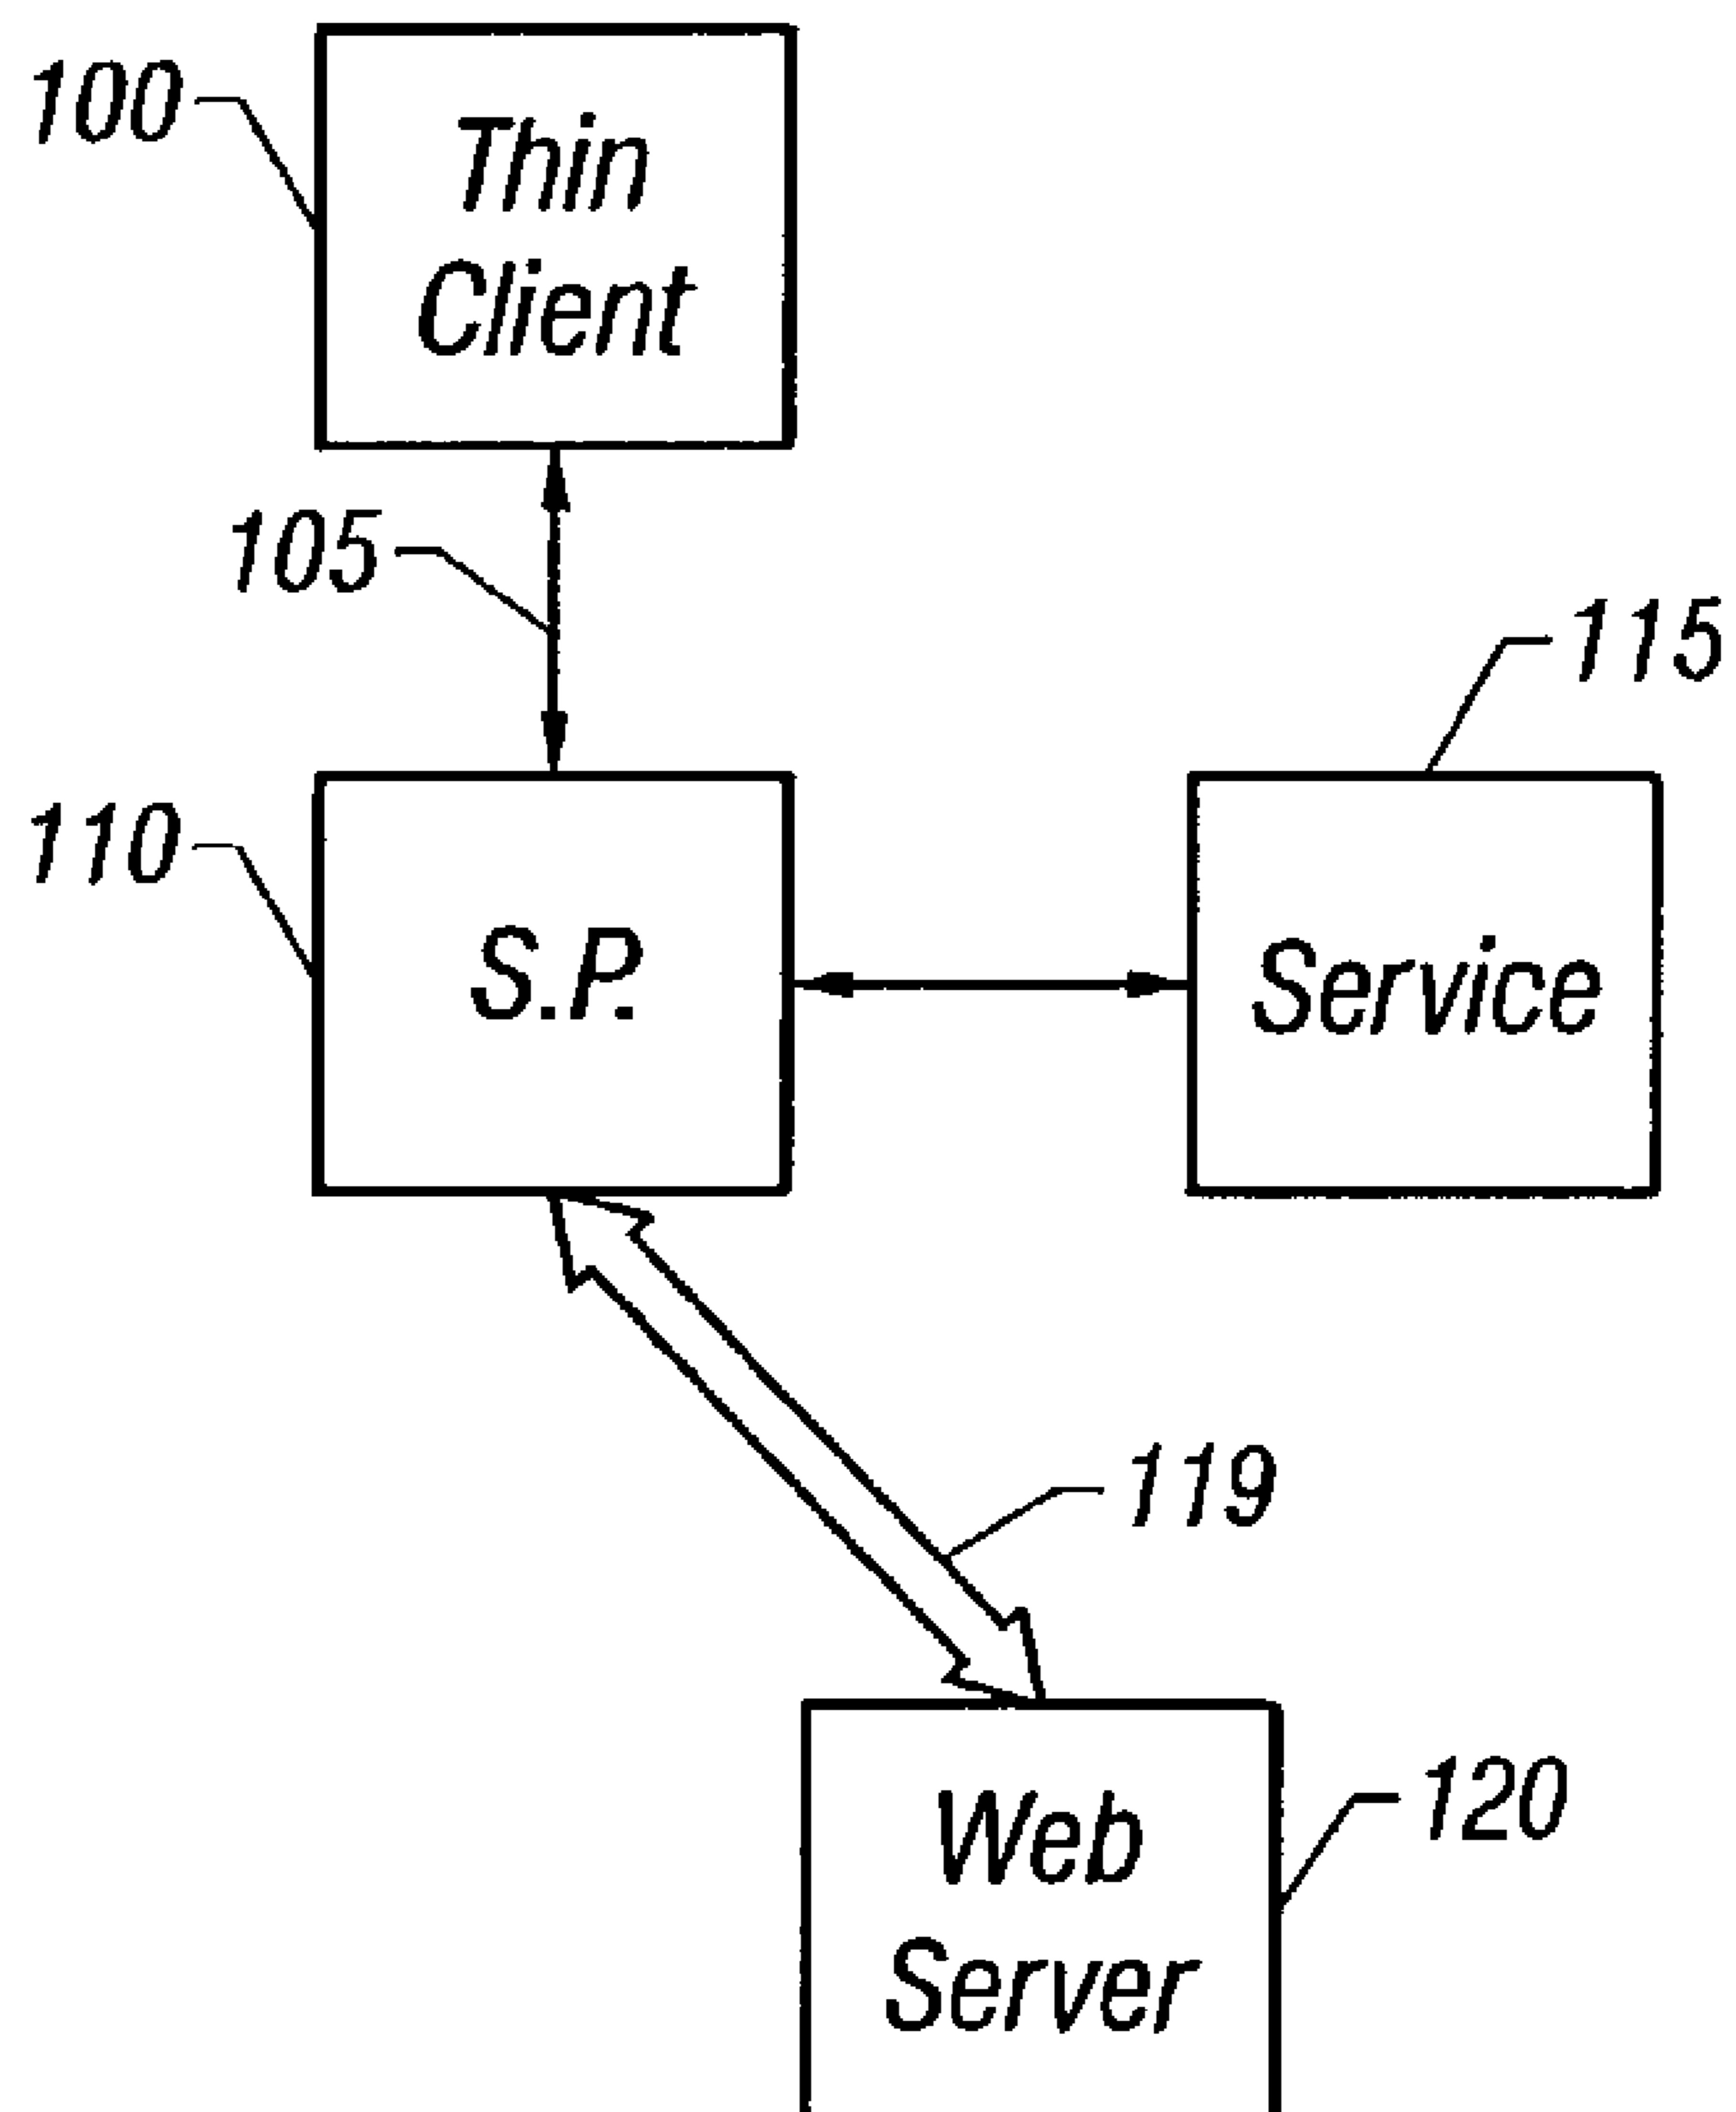 100
Thin
Client
105
115
110
S.P.
Service
119
120
Web
Server